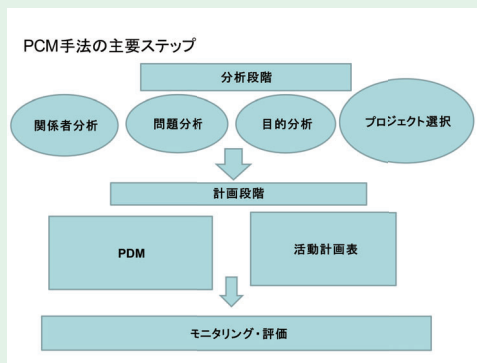 PCM手法の主要ステップ
分析段階
関係者分析
問題分析
目的分析
プロジェクト選択
計画段階
PDM
活動計画表
モニタリング・評価